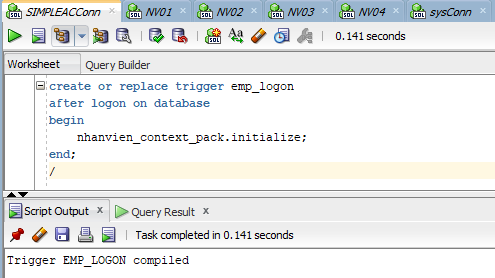 SIMPLEACConn NV01 NV02 NV03 NV04 sysConn
0.141 seconds
Worksheet Query Builder
create or replace trigger emp_logon
after logon on database
begin
nhanvien_context_pack.initialize;
end;
/
Script Output x Query Result x
Task completed in 0.141 seconds
Trigger EMP_LOGON compiled